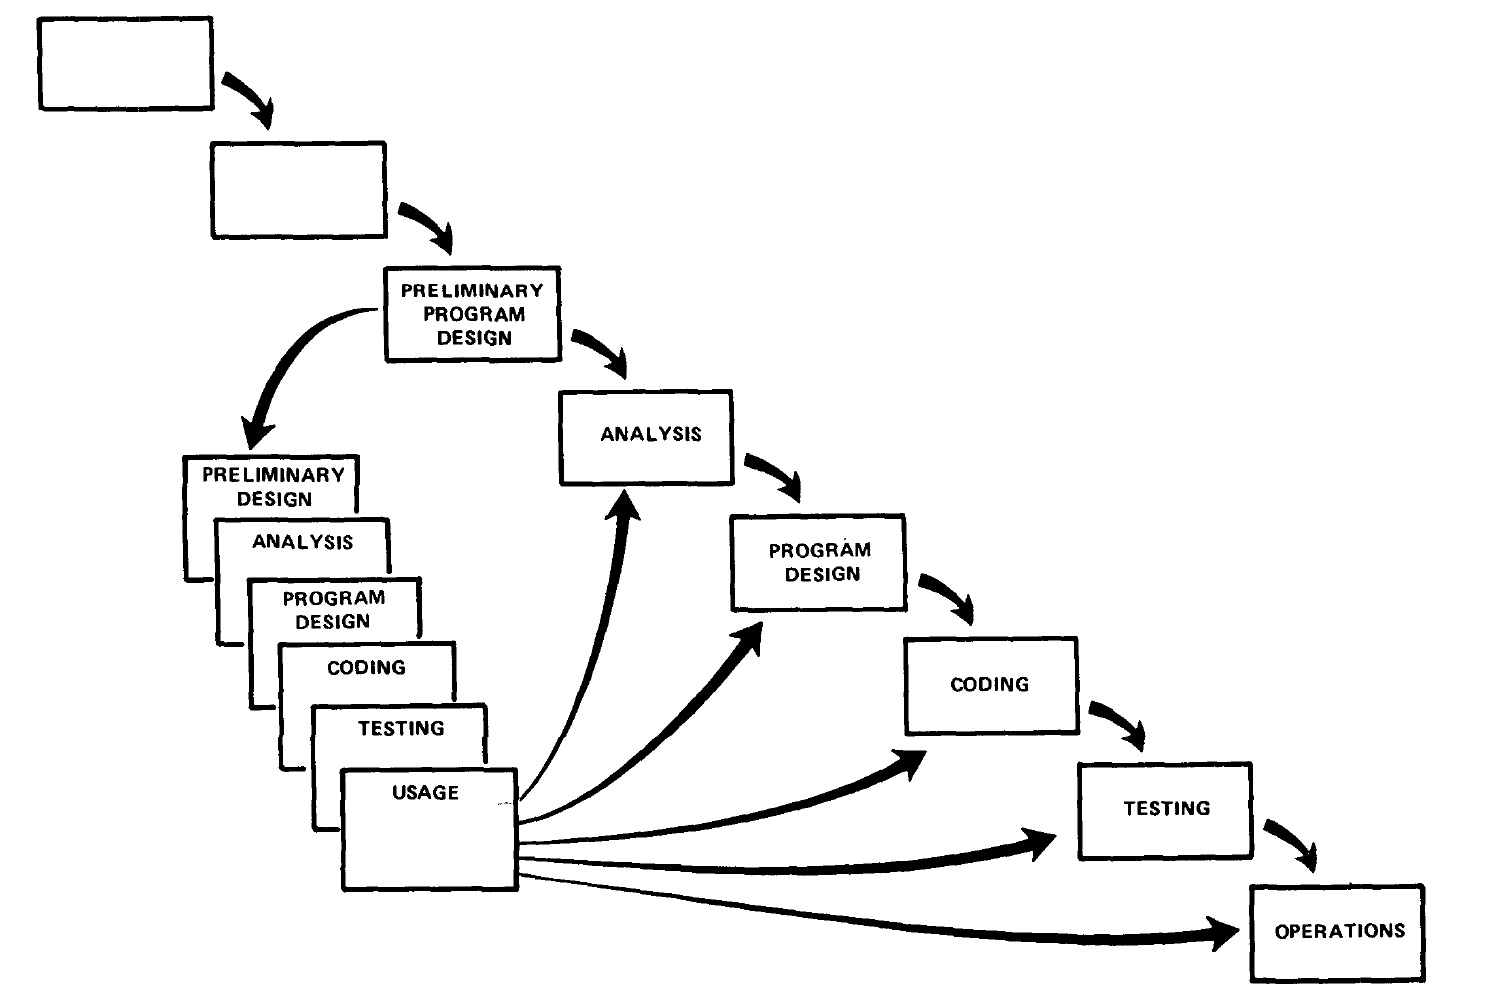 PRELIMINARY
PROGRAM
DESIGN
ANALYSIS
PROGRAM
DESIGN
CODING
TESTING
OPERATIONS
PRELIMINARY
DESIGN
ANALYSIS
PROGRAM
DESIGN
CODING
TESTING
USAGE